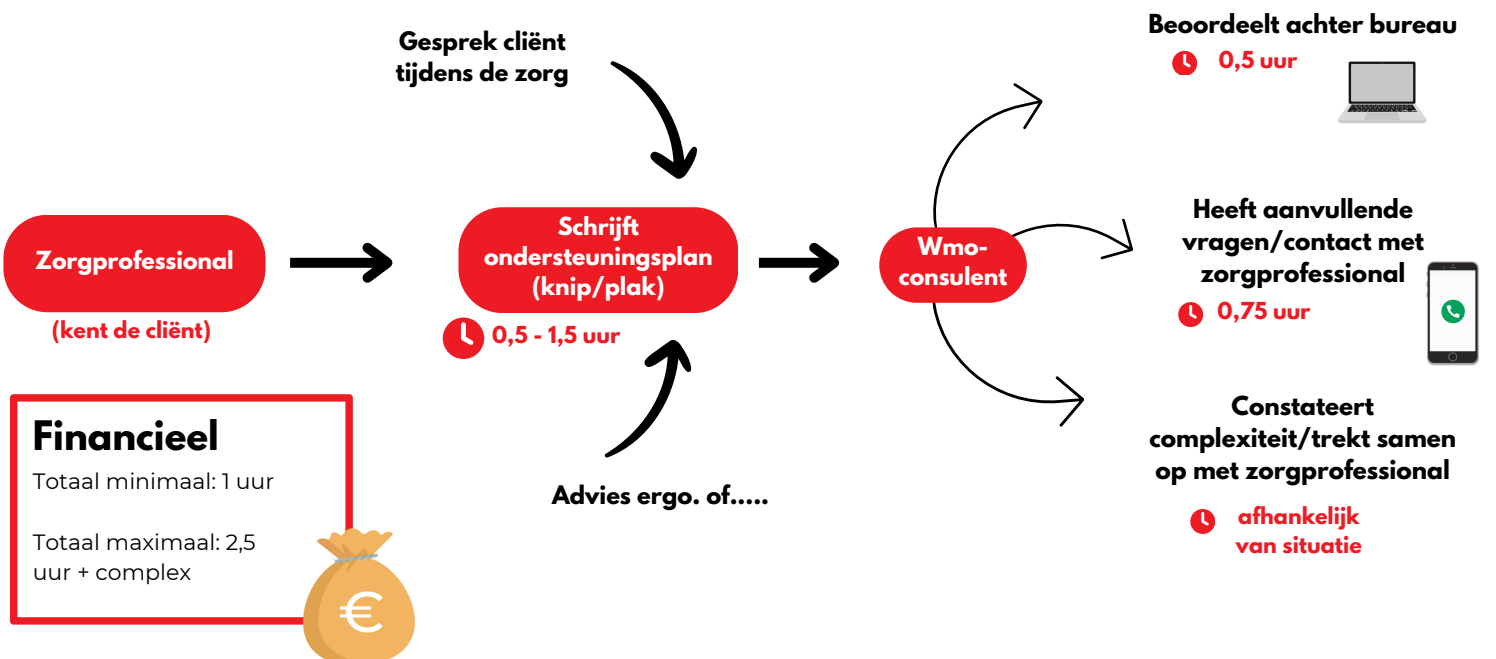 Gesprek cliënt
tijdens de zorg
Beoordeelt achter bureau
0,5 uur
Zorgprofessional
(kent de cliënt)
Schrijft
ondersteuningsplan
(knip/plak)
0,5 - 1,5 uur
Wmo-
consulent
Heeft aanvullende
vragen/contact met
zorgprofessional
0,75 uur
Financieel
Totaal minimaal: 1 uur
Totaal maximaal: 2,5
uur + complex
€
Advies ergo. of.....
Constateert
complexiteit/trekt samen
op met zorgprofessional
afhankelijk
van situatie